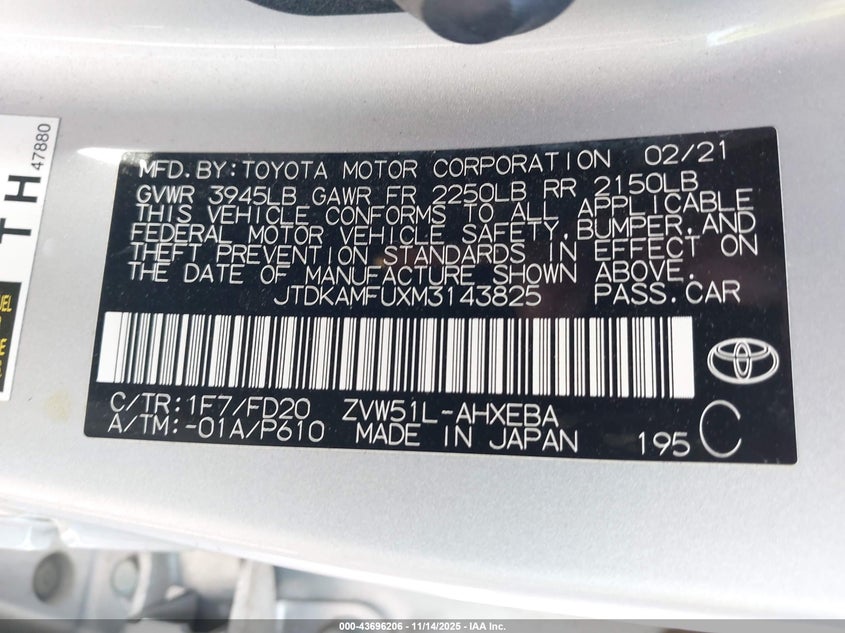 MFD.BY:TOYOTA MOTOR CORPORATION 02/21
GVWR 3945LB GAWR FR 2250LB RR 2150LB
THIS VEHICLE CONFORMS TO ALL APPLICABLE
FEDERAL MOTOR VEHICLE SAFETY,BUMPER,AND
THEFT PREVENTION STANDARDS IN EFFECT ON
THE DATE OF MANUFACTURE SHOWN ABOVE.
JTDKAMFUXM3143825 PASS.CAR
C/TR:1F7/FD20 ZVW51L-AHXEBA
A/TM:-01A/P610 MADE IN JAPAN 195 C
T H
47880
000-43696206 - 11/14/2025 - IAA Inc.